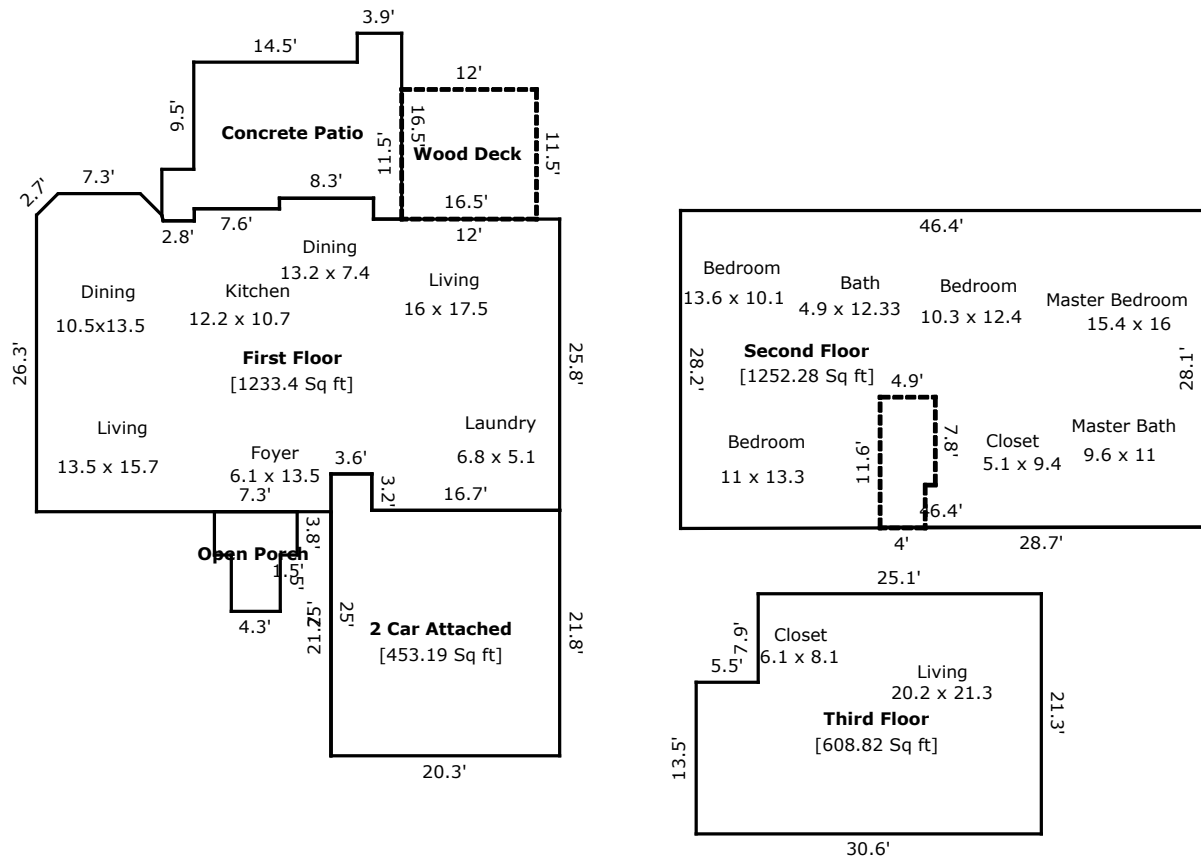 3.9'
14.5'
12'
9.5'
16.5'
Concrete Patio
11.5'
Wood Deck
11.5'
2.7'
7.3'
8.3'
16.5'
2.8'
7.6'
12'
Dining
13.2 x 7.4
Dining
10.5x13.5
Kitchen
12.2 x 10.7
Living
16 x 17.5
First Floor
[1233.4 Sq ft]
26.3'
25.8'
Living
13.5 x 15.7
Foyer
6.1 x 13.5
Laundry
6.8 x 5.1
7.3'
3.6'
3.2'
16.7'
3.8'
Open Porch
1.5'
5'
4.3'
25'
2 Car Attached
[453.19 Sq ft]
21.8'
20.3'
46.4'
Bedroom
13.6 x 10.1
Bath
4.9 x 12.33
Bedroom
10.3 x 12.4
Master Bedroom
15.4 x 16
28.2'
Second Floor
[1252.28 Sq ft]
28.1'
4.9'
11.6'
7.8'
Bedroom
11 x 13.3
Closet
5.1 x 9.4
Master Bath
9.6 x 11
46.4'
4'
28.7'
25.1'
7.9'
Closet
6.1 x 8.1
5.5'
Living
20.2 x 21.3
Third Floor
[608.82 Sq ft]
21.3'
13.5'
30.6'